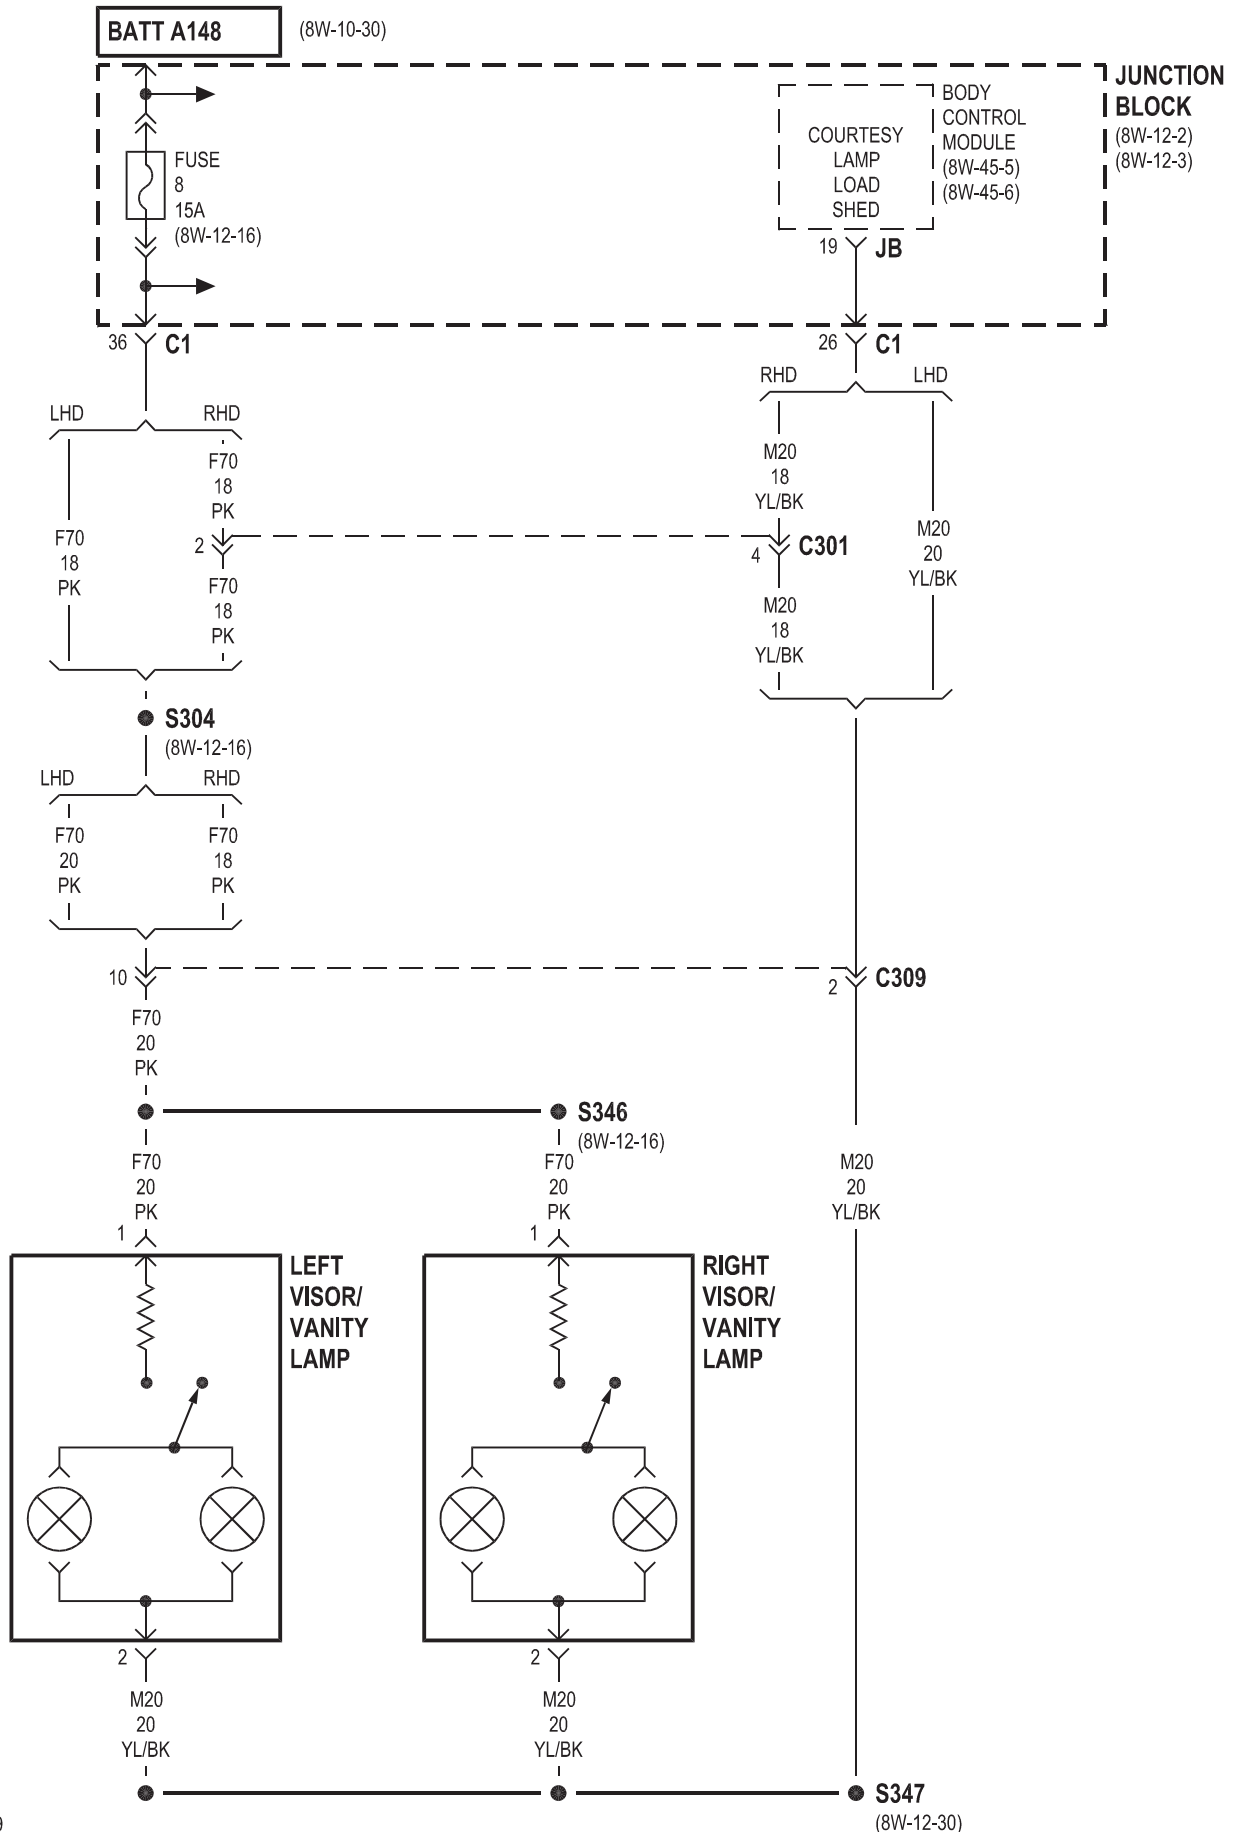 BATT A148
(8W-10-30)
JUNCTION
BLOCK
(8W-12-2)
(8W-12-3)
FUSE
8
15A
(8W-12-16)
COURTESY
LAMP
LOAD
SHED
BODY
CONTROL
MODULE
(8W-45-5)
(8W-45-6)
19
JB
36
C1
26
C1
LHD
RHD
RHD
LHD
F70
18
PK
F70
18
PK
2
F70
18
PK
M20
18
YL/BK
4
C301
M20
18
YL/BK
M20
20
YL/BK
S304
(8W-12-16)
LHD
RHD
F70
20
PK
F70
18
PK
10
2
C309
F70
20
PK
S346
(8W-12-16)
F70
20
PK
F70
20
PK
M20
20
YL/BK
1
1
LEFT
VISOR/
VANITY
LAMP
RIGHT
VISOR/
VANITY
LAMP
2
2
M20
20
YL/BK
M20
20
YL/BK
S347
(8W-12-30)